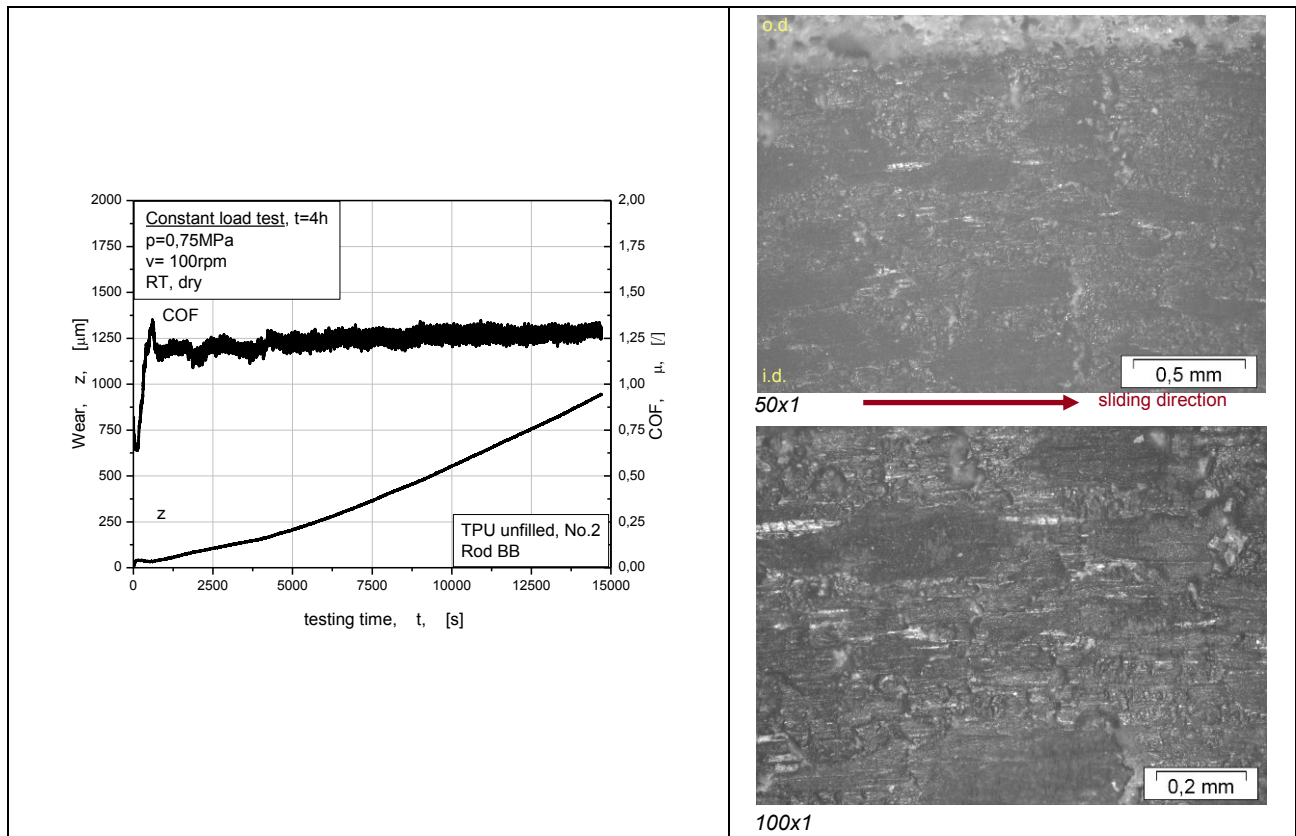 2000
1750
1500
1250
1000
750
500
250
0
Wear, z, [μm]
Constant load test, t=4h
p=0,75MPa
v= 100rpm
RT, dry
COF
z
TPU unfilled, No.2
Rod BB
2,00
1,75
1,50
1,25
1,00
0,75
0,50
0,25
0,00
COF, μ, [/]
0 2500 5000 7500 10000 12500 15000
testing time, t, [s]
o.d.
i.d.
0,5 mm
50x1
sliding direction
0,2 mm
100x1